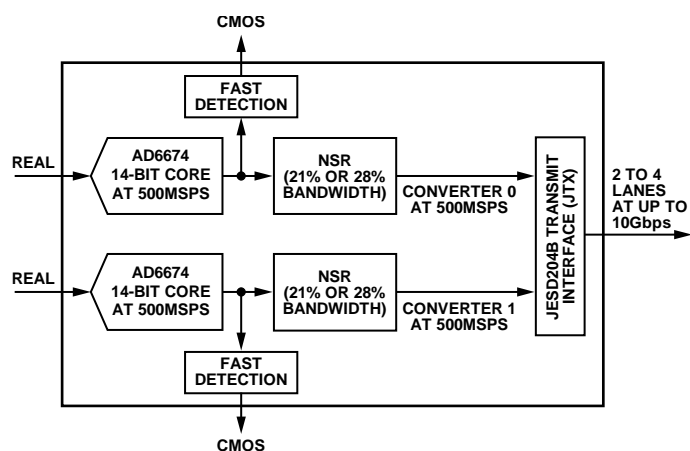 CMOS
FAST
DETECTION
REAL
AD6674
14-BIT CORE
AT 500MSPS
NSR
(21% OR 28%
BANDWIDTH)
CONVERTER 0
AT 500MSPS
JESD204B TRANSMIT
INTERFACE (JTX)
2 TO 4
LANES
AT UP TO
10Gbps
REAL
AD6674
14-BIT CORE
AT 500MSPS
NSR
(21% OR 28%
BANDWIDTH)
CONVERTER 1
AT 500MSPS
FAST
DETECTION
CMOS